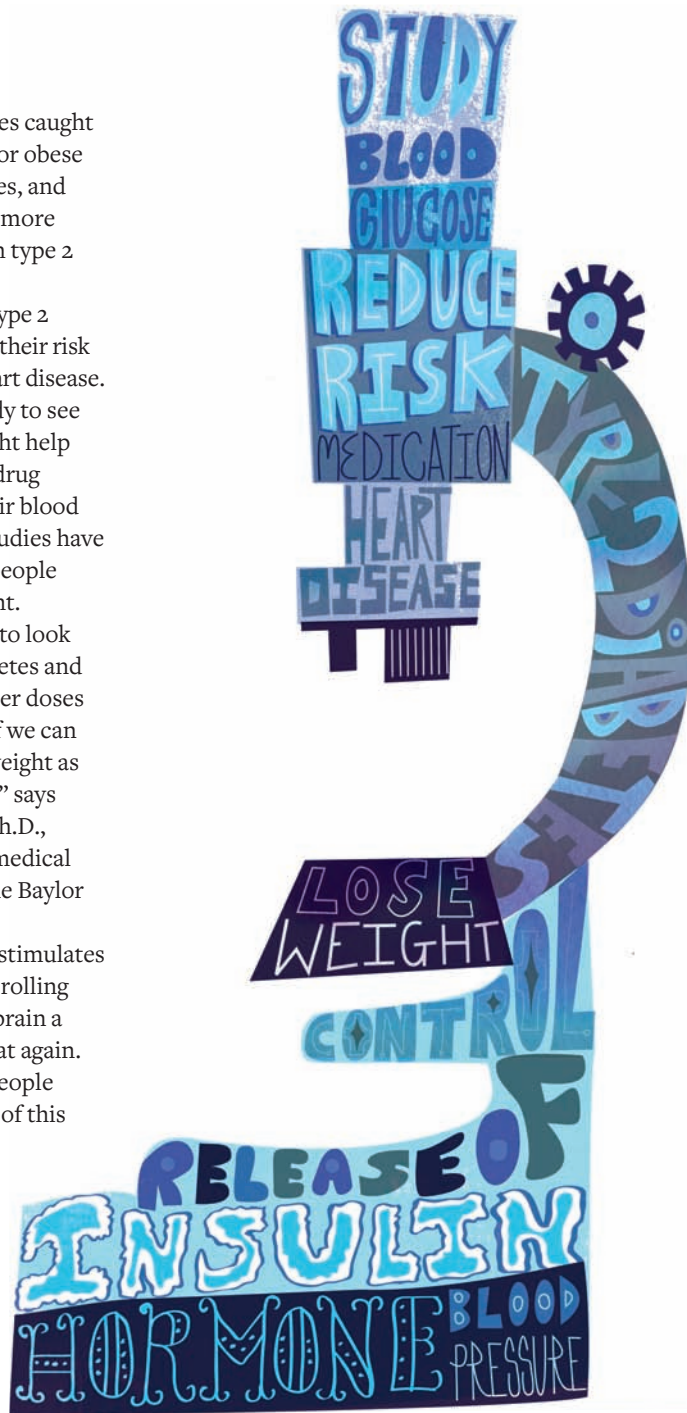 es caught
or obese
es, and
more
n type 2
ype 2
their risk
art disease.
ly to see
ht help
drug
ir blood
udies have
eople
nt.
to look
etes and
er doses
f we can
eight as
,” says
h.D.,
medical
e Baylor
stimulates
rolling
brain a
at again.
eople
of this
STUDY
BLOOD
GlUCOSE
REDUCE
RISK
MEDICATION
HEART
DISEASE
TYPE 2 DiABETES
LOSE
WEIGHT
CONTROL
RELEASE OF
INSULIN
HORMONE
BLOOD
PRESSURE